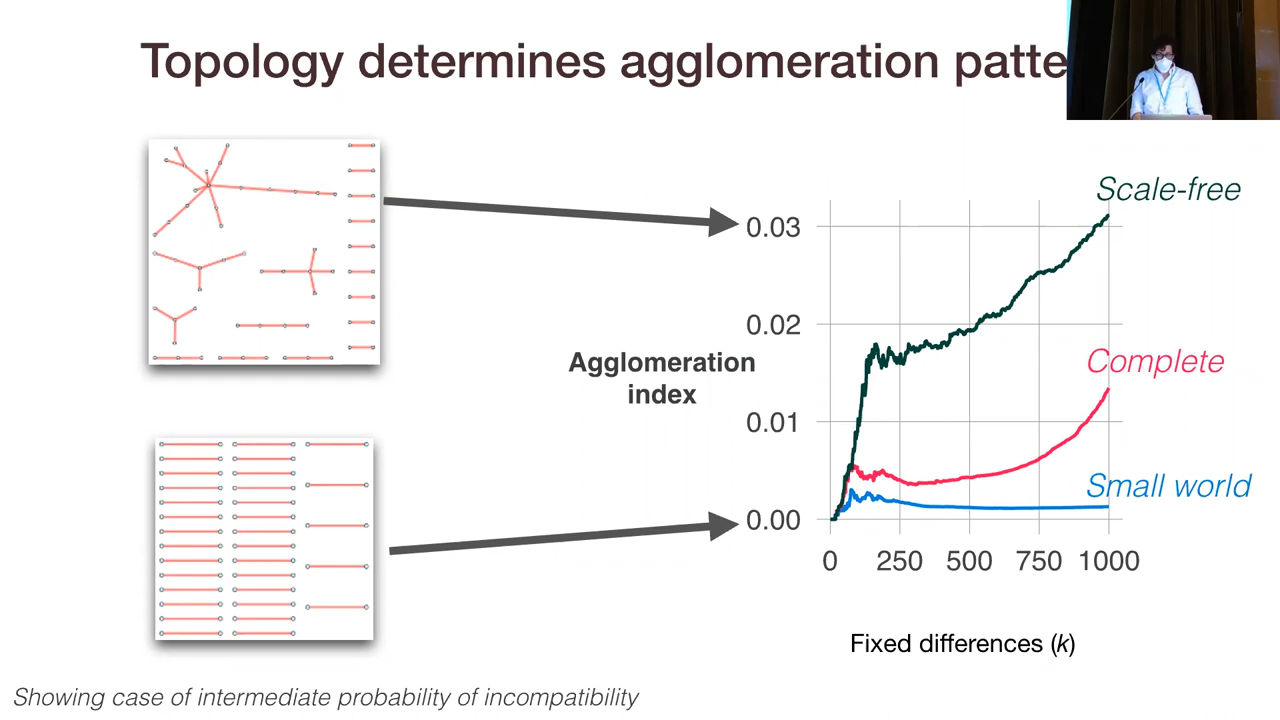 Topology determines agglomeration patte
Scale-free
0.03
0.02
Agglomeration
index
Complete
0.01
Small world
0.00
0 250 500 750 1000
Fixed differences (k)
Showing case of intermediate probability of incompatibility